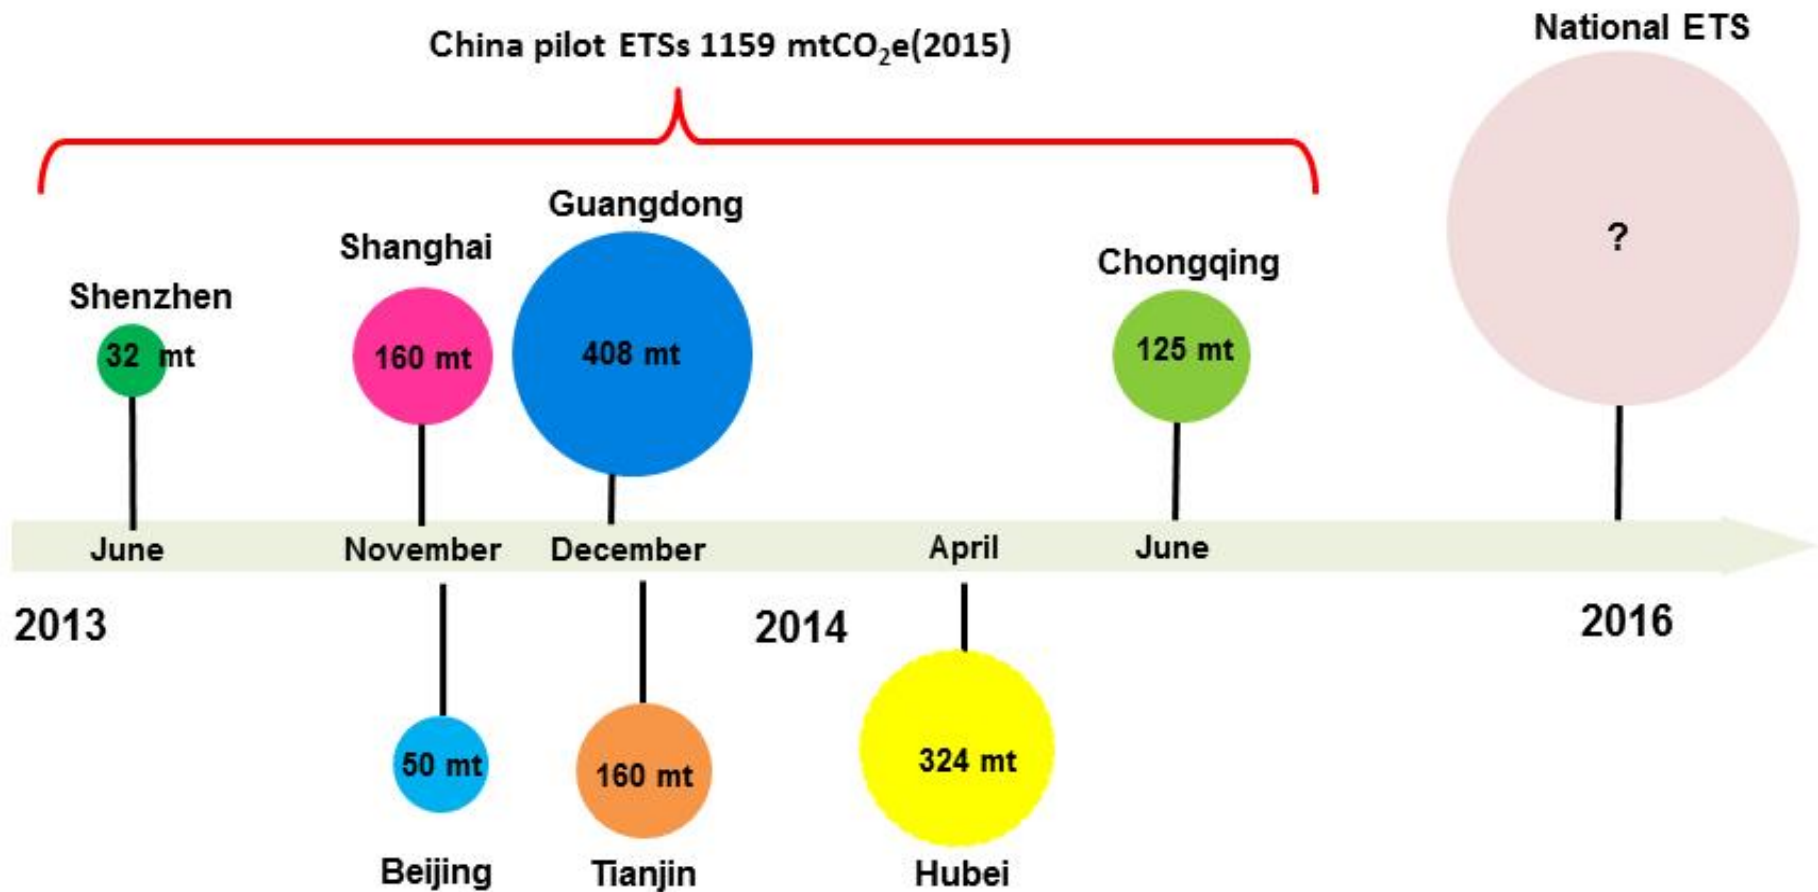 National ETS
China pilot ETSs 1159 mtCO₂e(2015)
Guangdong
Shanghai
Chongqing
Shenzhen
?
32 mt
160 mt
408 mt
125 mt
June
November
December
April
June
2013
2014
2016
50 mt
160 mt
324 mt
Beijing
Tianjin
Hubei